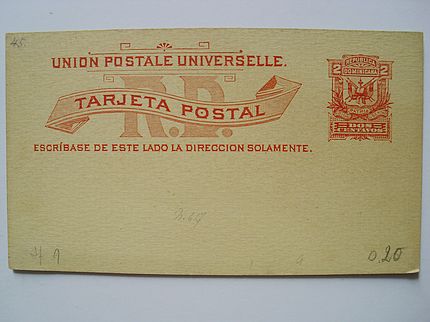 45.
UNION POSTALE UNIVERSELLE.
R.D.
TARJETA POSTAL
ESCRÍBASE DE ESTE LADO LA DIRECCION SOLAMENTE.
REPUBLICA
2 DOMINICANA 2
DOS
CENTAVOS
0,20